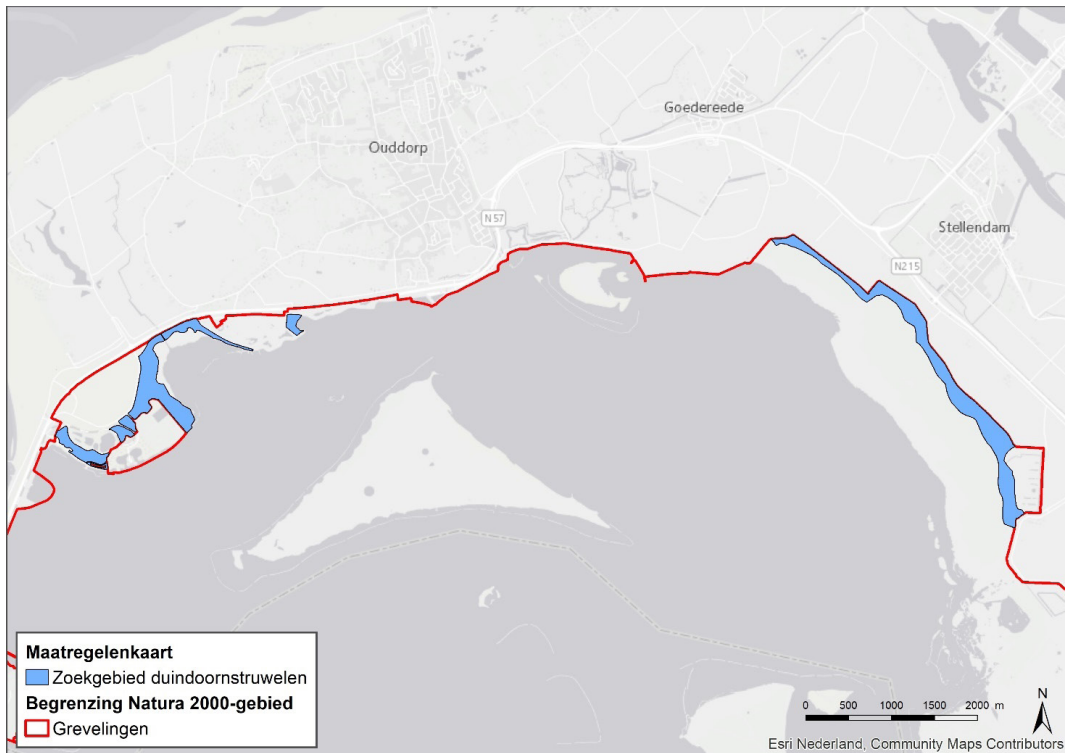 Goedereede
Ouddorp
N57
Stellendam
N215
Maatregelenkaart
Zoekgebied duindoornstruwelen
Begrenzing Natura 2000-gebied
Grevelingen
N
0 500 1000 1500 2000 m
Esri Nederland, Community Maps Contributors